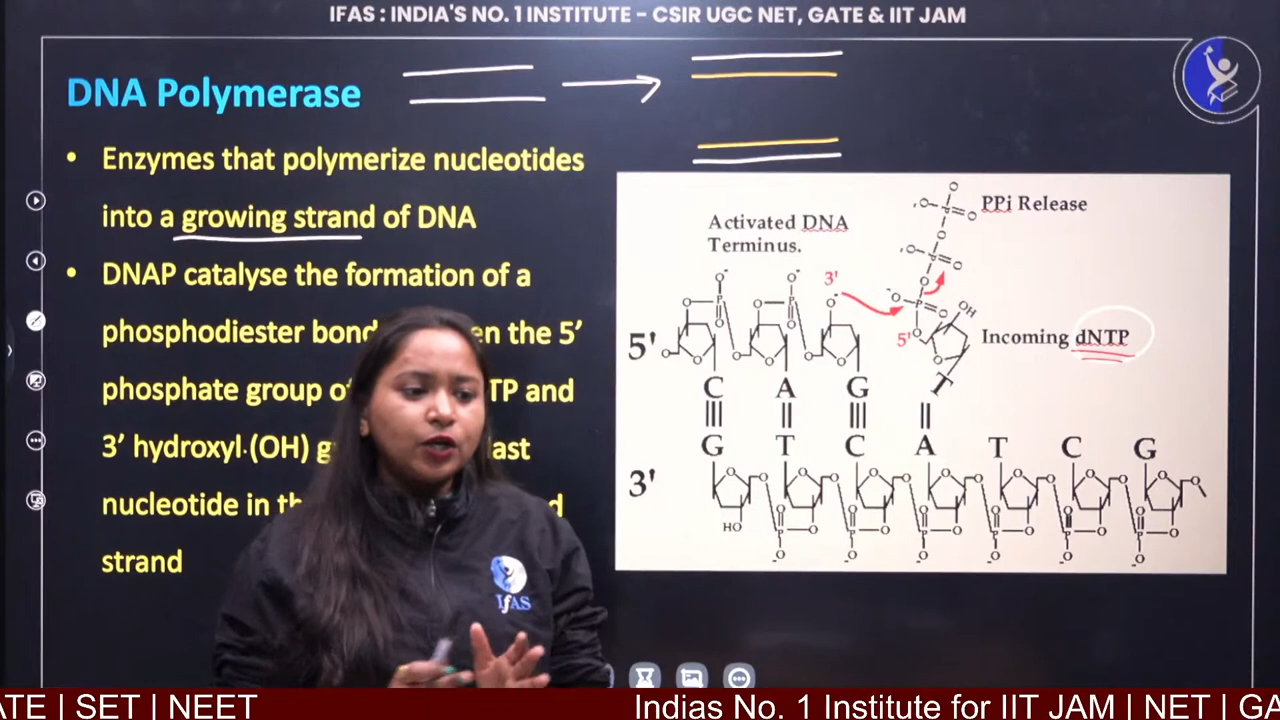 IFAS : INDIA'S NO. 1 INSTITUTE - CSIR UGC NET, GATE & IIT JAM
DNA Polymerase
• Enzymes that polymerize nucleotides
into a growing strand of DNA
• DNAP catalyse the formation of a
phosphodiester bond en the 5’
phosphate group of TP and
3’ hydroxyl (OH) g ast
nucleotide in th d
strand
Activated DNA
Terminus.
PPi Release
3'
5'
Incoming dNTP
5'
C A G T
G T C A T C G
3'
HO
OH
IfAS
ATE | SET | NEET
Indias No. 1 Institute for IIT JAM | NET | GA